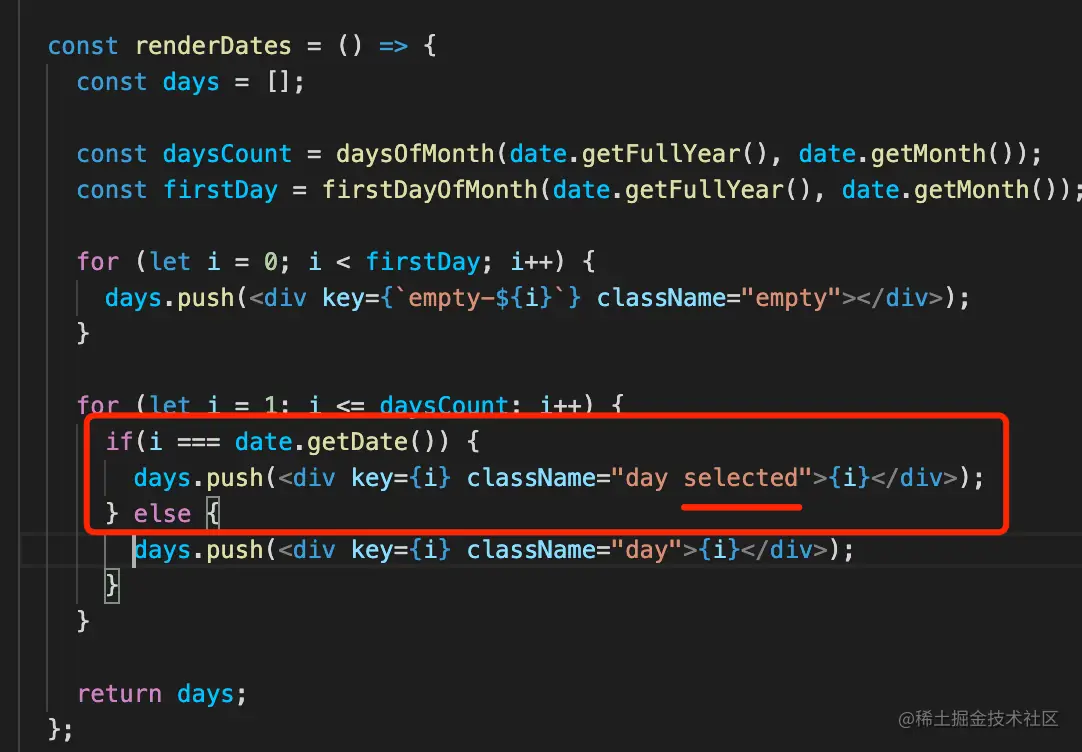 const renderDates = () => {
const days = [];
const daysCount = daysOfMonth(date.getFullYear(), date.getMonth());
const firstDay = firstDayOfMonth(date.getFullYear(), date.getMonth());
for (let i = 0; i < firstDay; i++) {
days.push(<div key={`empty-${i}`} className="empty"></div>);
}
for (let i = 1; i <= daysCount; i++) {
if(i === date.getDate()) {
days.push(<div key={i} className="day selected">{i}</div>);
} else {
days.push(<div key={i} className="day">{i}</div>);
}
}
return days;
};
@稀土掘金技术社区